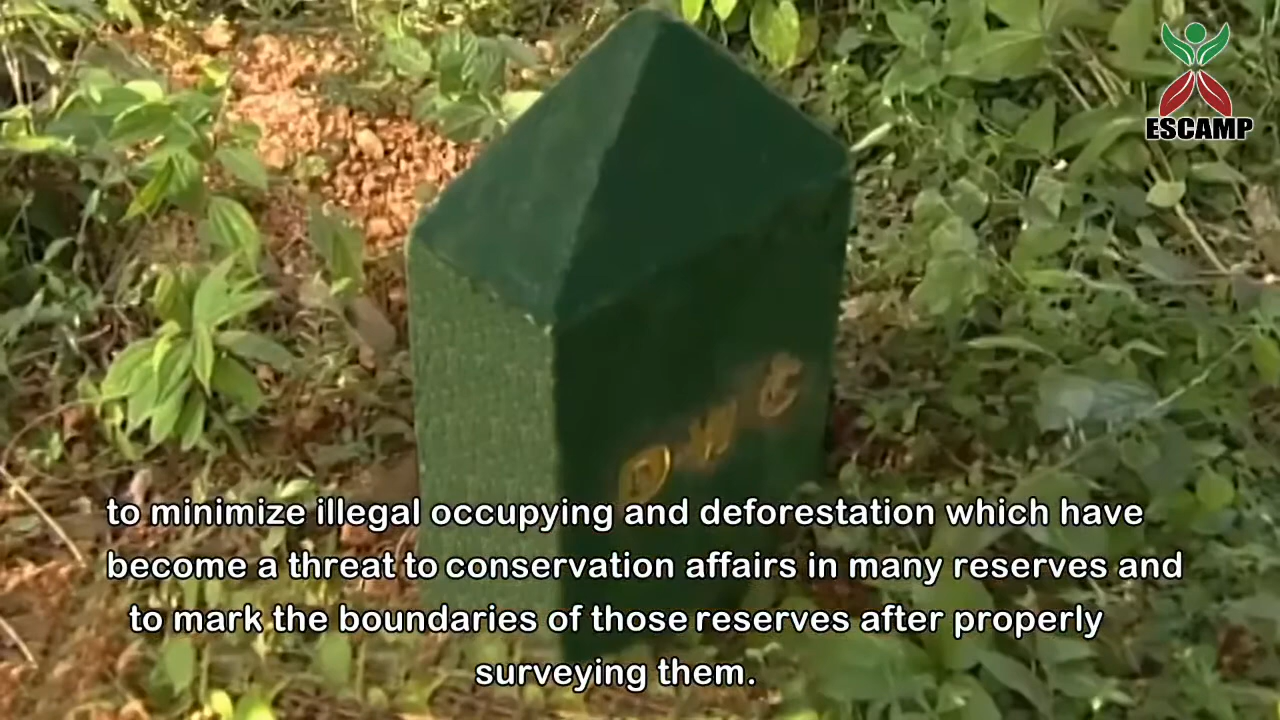 ESCAMP
DWC
to minimize illegal occupying and deforestation which have
become a threat to conservation affairs in many reserves and
to mark the boundaries of those reserves after properly
surveying them.